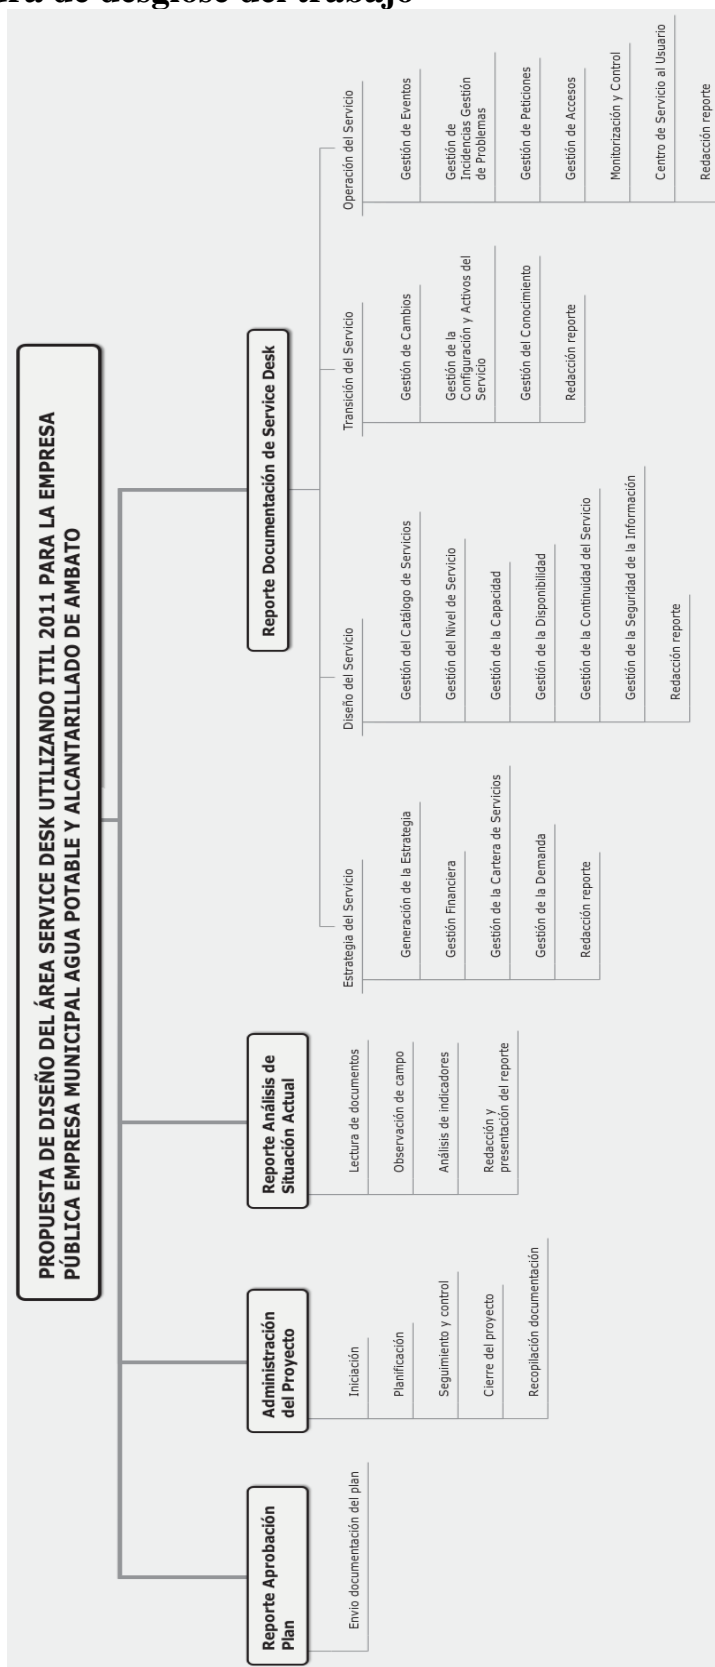 ura de desglose del trabajo
PROPUESTA DE DISEÑO DEL ÁREA SERVICE DESK UTILIZANDO ITIL 2011 PARA LA EMPRESA
PÚBLICA EMPRESA MUNICIPAL AGUA POTABLE Y ALCANTARILLADO DE AMBATO
Reporte Aprobación
Plan
Envio documentación del plan
Administración
del Proyecto
Iniciación
Planificación
Seguimiento y control
Cierre del proyecto
Recopilación documentación
Reporte Análisis de
Situación Actual
Lectura de documentos
Observación de campo
Análisis de indicadores
Redacción y
presentación del reporte
Reporte Documentación de Service Desk
Estrategia del Servicio
Generación de la Estrategia
Gestión Financiera
Gestión de la Cartera de Servicios
Gestión de la Demanda
Redacción reporte
Diseño del Servicio
Gestión del Catálogo de Servicios
Gestión del Nivel de Servicio
Gestión de la Capacidad
Gestión de la Disponibilidad
Gestión de la Continuidad del Servicio
Gestión de la Seguridad de la Información
Redacción reporte
Transición del Servicio
Gestión de Cambios
Gestión de la
Configuración y Activos del
Servicio
Gestión del Conocimiento
Redacción reporte
Operación del Servicio
Gestión de Eventos
Gestión de
Incidencias Gestión
de Problemas
Gestión de Peticiones
Gestión de Accesos
Monitorización y Control
Centro de Servicio al Usuario
Redacción reporte